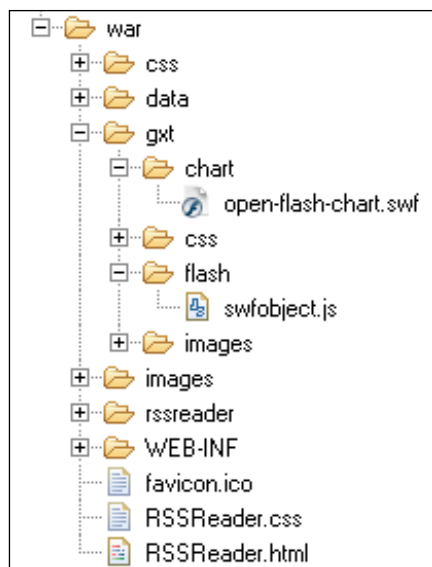 war
css
data
gxt
chart
open-flash-chart.swf
css
flash
swfobject.js
images
images
rssreader
WEB-INF
favicon.ico
RSSReader.css
RSSReader.html